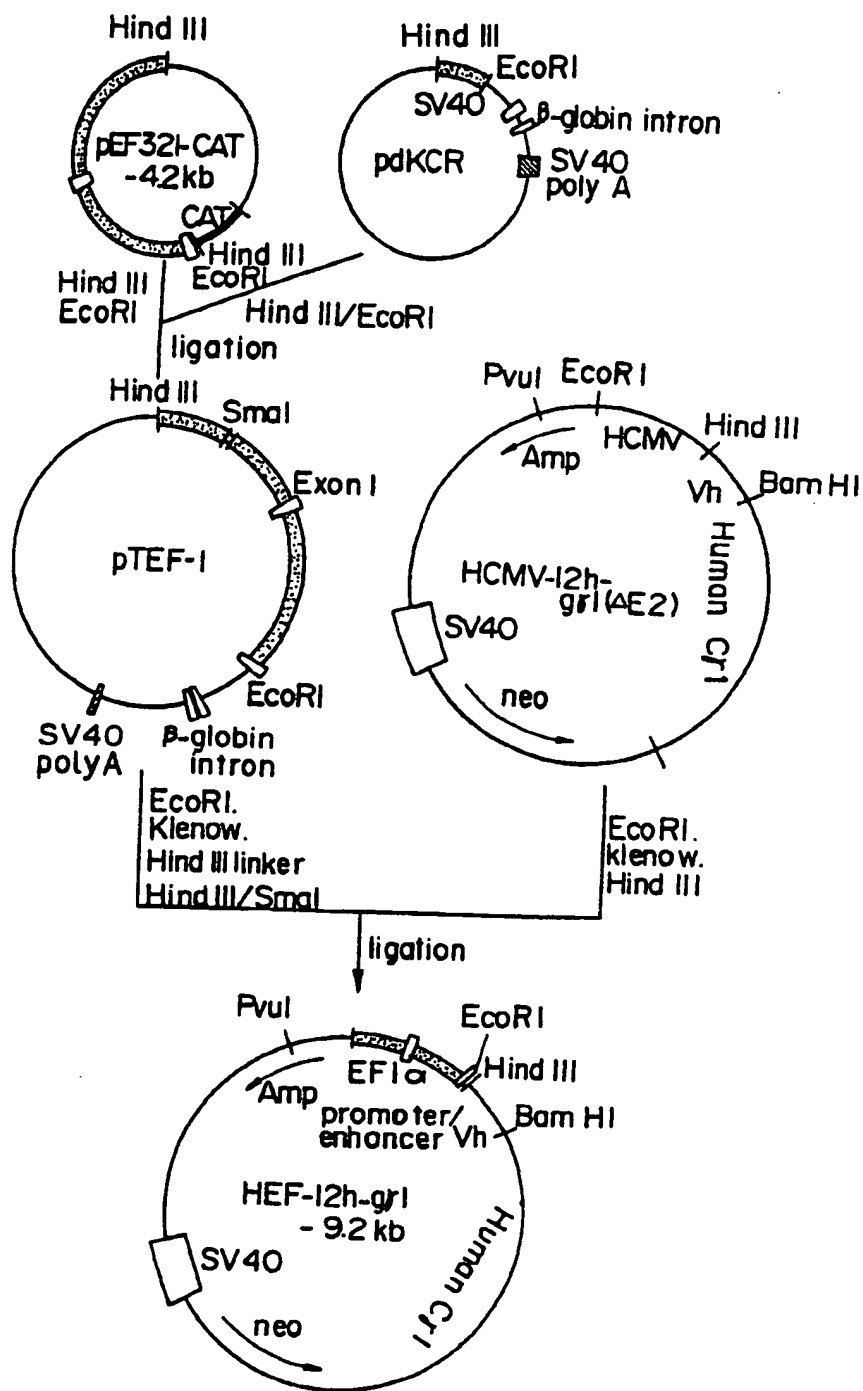 Hind III
pEF321-CAT
-4.2kb
CAT
Hind III
EcoRI
Hind III
EcoRI
SV40
β-globin intron
pdKCR
SV40
poly A
Hind III
EcoRI
Hind III/EcoRI
ligation
Hind III
SmaI
Exon I
pTEF-1
EcoRI
SV40
polyA
β-globin
intron
PvuI
EcoRI
HCMV
Hind III
Amp
Vh
Bam HI
Human Cγ1
HCMV-12h-
gγ1(ΔE2)
SV40
neo
EcoRI.
Klenow.
Hind III linker
Hind III/SmaI
EcoRI.
klenow.
Hind III
ligation
PvuI
EcoRI
EF1α
Hind III
Amp
promoter/
enhancer
Vh
Bam HI
HEF-12h-gγ1
- 9.2 kb
Human Cγ1
SV40
neo